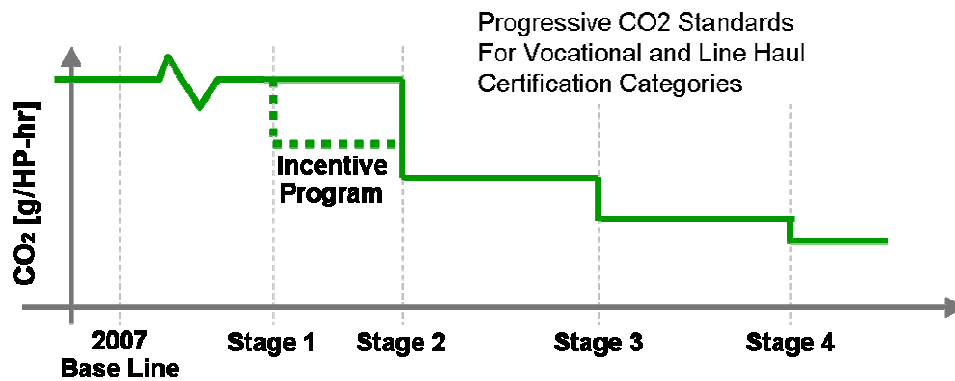 Progressive CO2 Standards
For Vocational and Line Haul
Certification Categories
CO₂ [g/HP-hr]
Incentive
Program
2007
Base Line
Stage 1
Stage 2
Stage 3
Stage 4